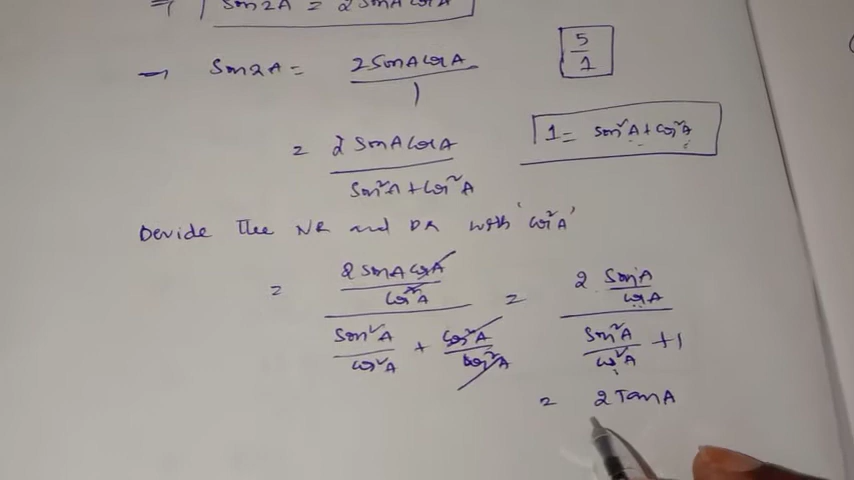 ⇒ Sin2A = 2SinACosA
→ Sin2A = 2SinACosA / 1
5/1
= 2SinACosA / Sin²A + Cos²A
1 = Sin²A + Cos²A
Devide The NR and DR with 'Cos²A'
= (2SinACosA / Cos²A) / (Sin²A / Cos²A + Cos²A / Cos²A) = (2 SinA / CosA) / (Sin²A / Cos²A + 1)
= 2TanA